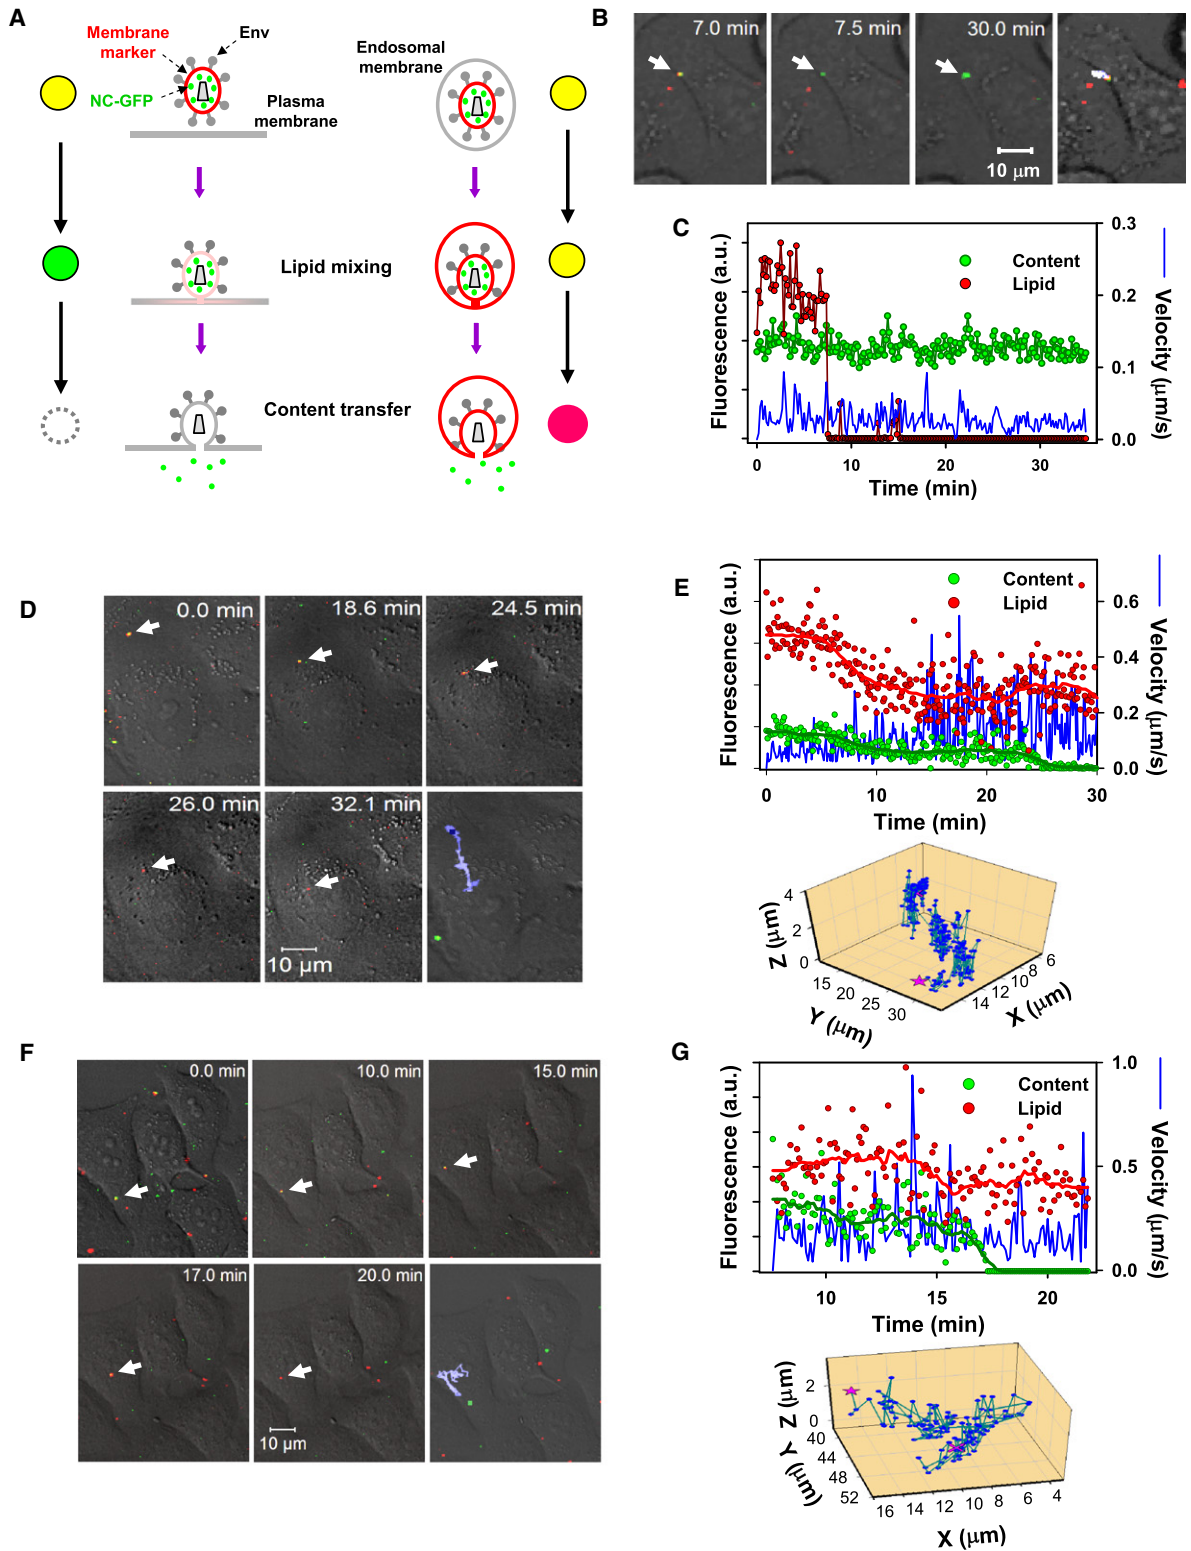 A
Membrane
marker
Env
NC-GFP
Plasma
membrane
Endosomal
membrane
Lipid mixing
Content transfer
B
7.0 min
7.5 min
30.0 min
10 μm
C
Fluorescence (a.u.)
Content
Lipid
0.3
0.2
0.1
0.0
Velocity (μm/s)
0
10
20
30
Time (min)
D
0.0 min
18.6 min
24.5 min
26.0 min
32.1 min
10 μm
E
Fluorescence (a.u.)
Content
Lipid
0.6
0.4
0.2
0.0
Velocity (μm/s)
0
10
20
30
Time (min)
4
2
0
Z (μm)
15
20
25
30
Y (μm)
14
12
10
8
6
X (μm)
F
0.0 min
10.0 min
15.0 min
17.0 min
20.0 min
10 μm
G
Fluorescence (a.u.)
Content
Lipid
1.0
0.5
0.0
Velocity (μm/s)
10
15
20
Time (min)
2
0
Z (μm)
40
44
48
52
Y (μm)
16
14
12
10
8
6
4
X (μm)